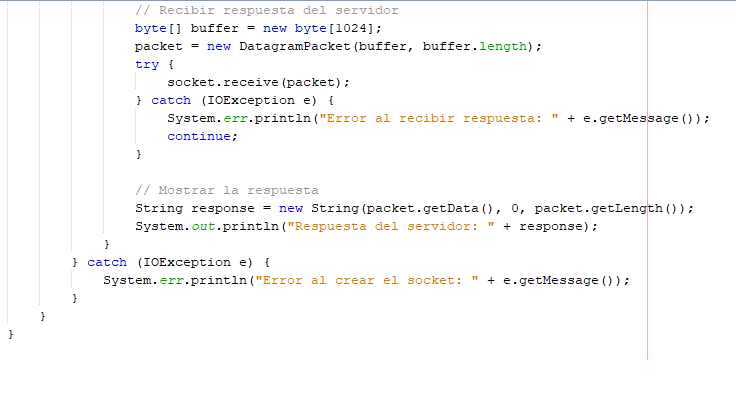 // Recibir respuesta del servidor
byte[] buffer = new byte[1024];
packet = new DatagramPacket(buffer, buffer.length);
try {
socket.receive(packet);
} catch (IOException e) {
System.err.println("Error al recibir respuesta: " + e.getMessage());
continue;
}
// Mostrar la respuesta
String response = new String(packet.getData(), 0, packet.getLength());
System.out.println("Respuesta del servidor: " + response);
}
} catch (IOException e) {
System.err.println("Error al crear el socket: " + e.getMessage());
}
}
}